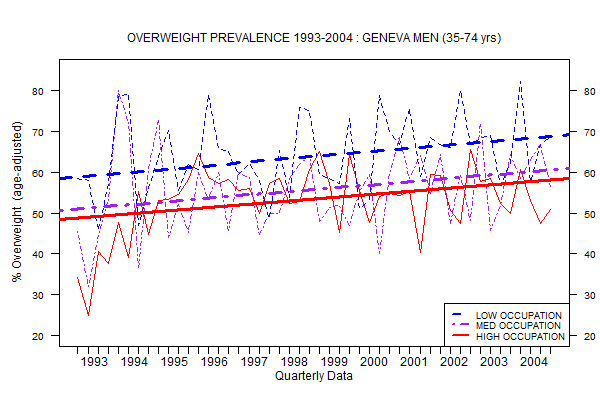 OVERWEIGHT PREVALENCE 1993-2004 : GENEVA MEN (35-74 yrs)
% Overweight (age-adjusted)
80 80
70 70
60 60
50 50
40 40
30 30
20 20
LOW OCCUPATION
MED OCCUPATION
HIGH OCCUPATION
1993 1994 1995 1996 1997 1998 1999 2000 2001 2002 2003 2004
Quarterly Data